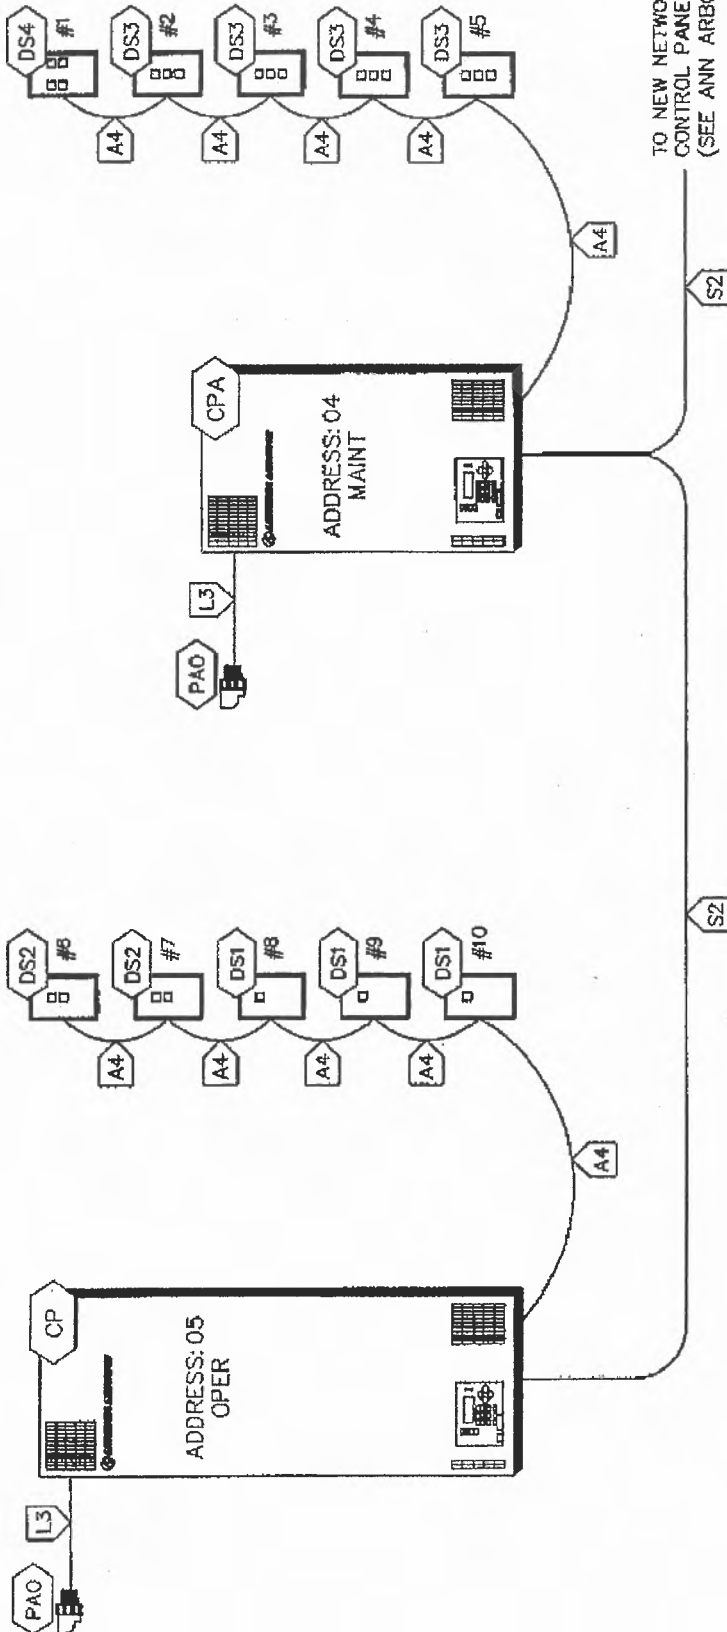 PAO
L3
CP
ADDRESS: 05
OPER
DS2
#6
A4
DS2
#7
A4
DS1
#8
A4
DS1
#9
A4
DS1
#10
A4
S2
PAO
L3
CPA
ADDRESS: 04
MAINT
DS4
#1
A4
DS3
#2
A4
DS3
#3
A4
DS3
#4
A4
DS3
#5
A4
S2
TO NEW NETWO
CONTROL PANE
(SEE ANN ARBO